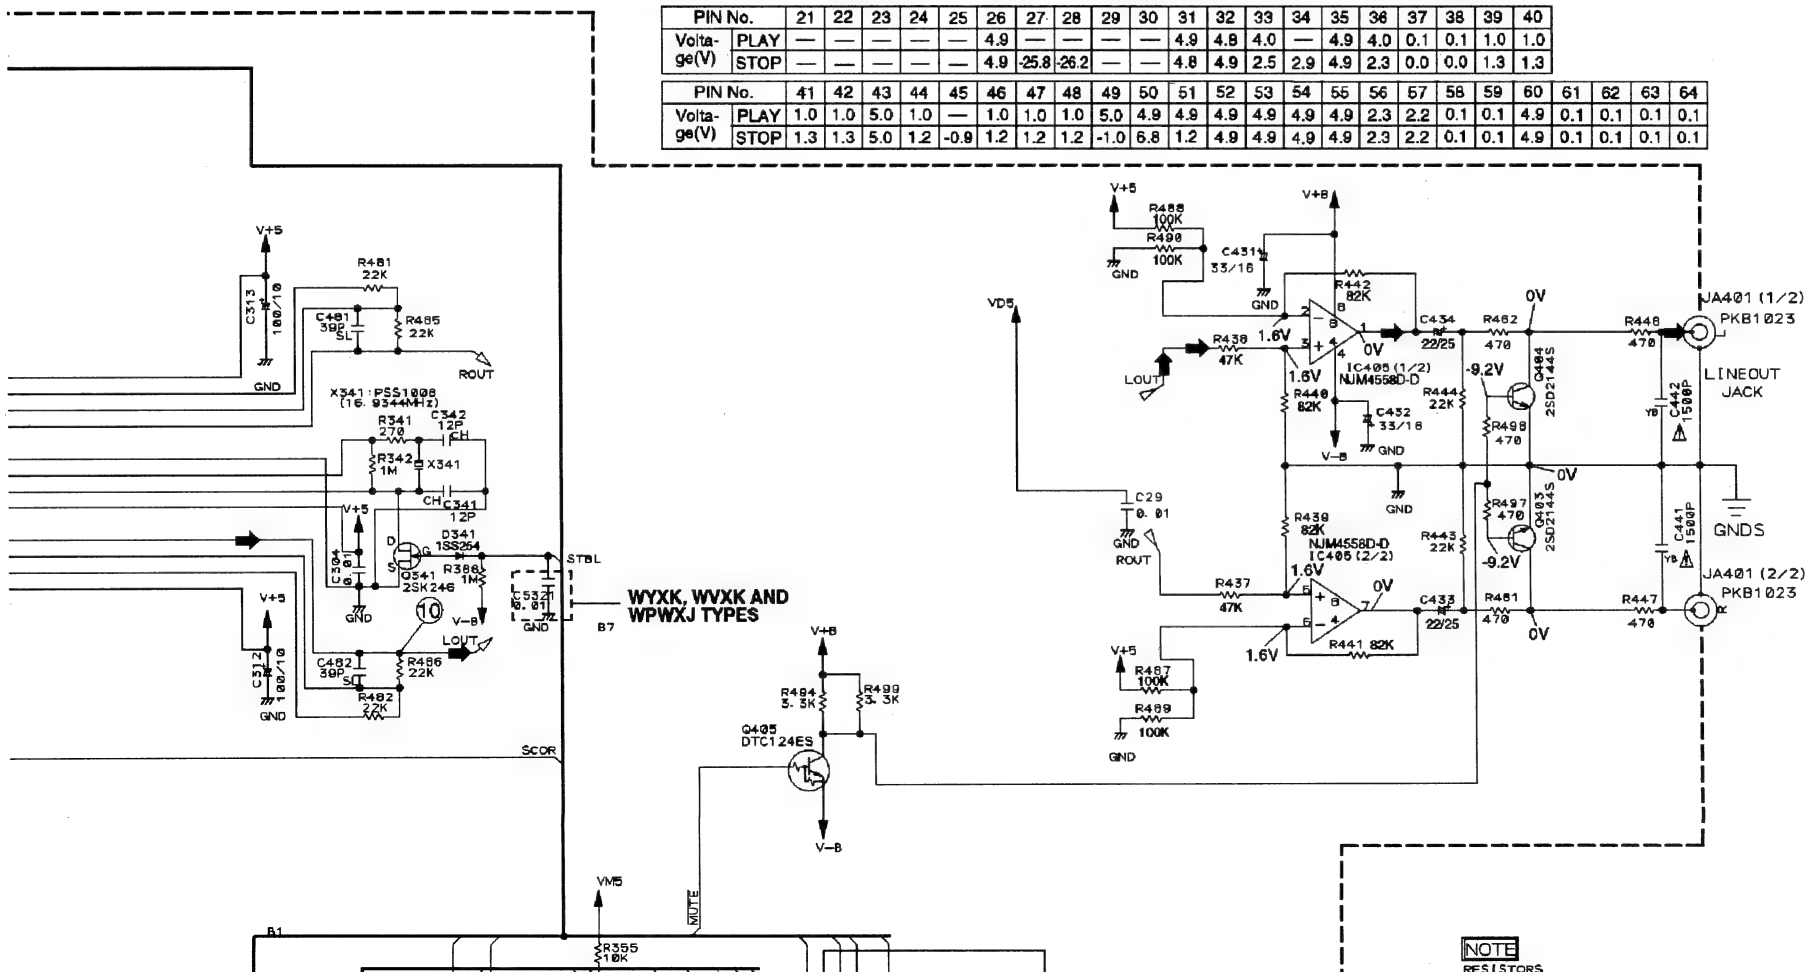 PIN No. 21 22 23 24 25 26 27 28 29 30 31 32 33 34 35 36 37 38 39 40
Volta-ge(V) PLAY — — — — — 4.9 — — — — 4.9 4.8 4.0 — 4.9 4.0 0.1 0.1 1.0 1.0
STOP — — — — — 4.9 -25.8 -26.2 — — 4.8 4.9 2.5 2.9 4.9 2.3 0.0 0.0 1.3 1.3
PIN No. 41 42 43 44 45 46 47 48 49 50 51 52 53 54 55 56 57 58 59 60 61 62 63 64
Volta-ge(V) PLAY 1.0 1.0 5.0 1.0 — 1.0 1.0 1.0 5.0 4.9 4.9 4.9 4.9 4.9 4.9 2.3 2.2 0.1 0.1 4.9 0.1 0.1 0.1 0.1
STOP 1.3 1.3 5.0 1.2 -0.9 1.2 1.2 1.2 -1.0 6.8 1.2 4.9 4.9 4.9 4.9 2.3 2.2 0.1 0.1 4.9 0.1 0.1 0.1 0.1
V+5
C313
100/10
GND
R481
22K
C481
39P
SL
R485
22K
ROUT
X341:PSS1008
(16.9344MHz)
R341
270
C342
12P
CH
R342
1M
X341
CH
C341
12P
V+5
C304
0.01
GND
D
G
S
Q341
2SK246
D341
1SS254
R386
1M
V-B
STBL
C532
0.01
GND
B7
WYXK, WVXK AND
WPWXJ TYPES
10
LOUT
V+5
C312
100/10
GND
C482
39P
SL
R486
22K
R482
22K
SCOR
V+B
R494
3.3K
R499
3.3K
Q405
DTC124ES
V-B
MUTE
VM5
R355
10K
B1
VD5
C29
0.01
GND
V+5
R488
100K
R490
100K
GND
C431
33/16
GND
V+B
R442
82K
2
3
8
8
4
4
1
1.6V
1.6V
0V
IC405(1/2)
NJM4558D-D
LOUT
R438
47K
R440
82K
C432
33/16
GND
V-B
C434
22/25
R462
470
0V
R444
22K
-9.2V
Q404
2SD2144S
R498
470
R448
470
YB
C442
1500P
JA401(1/2)
PKB1023
L
LINEOUT
JACK
GND
0V
GNDS
R439
82K
NJM4558D-D
IC405(2/2)
ROUT
R437
47K
1.6V
5
8
7
4
0V
1.6V
R441 82K
V+5
R487
100K
R489
100K
GND
R443
22K
R497
470
-9.2V
Q403
2SD2144S
C433
22/25
R461
470
0V
R447
470
YB
C441
1500P
JA401(2/2)
PKB1023
R
NOTE
RESISTORS